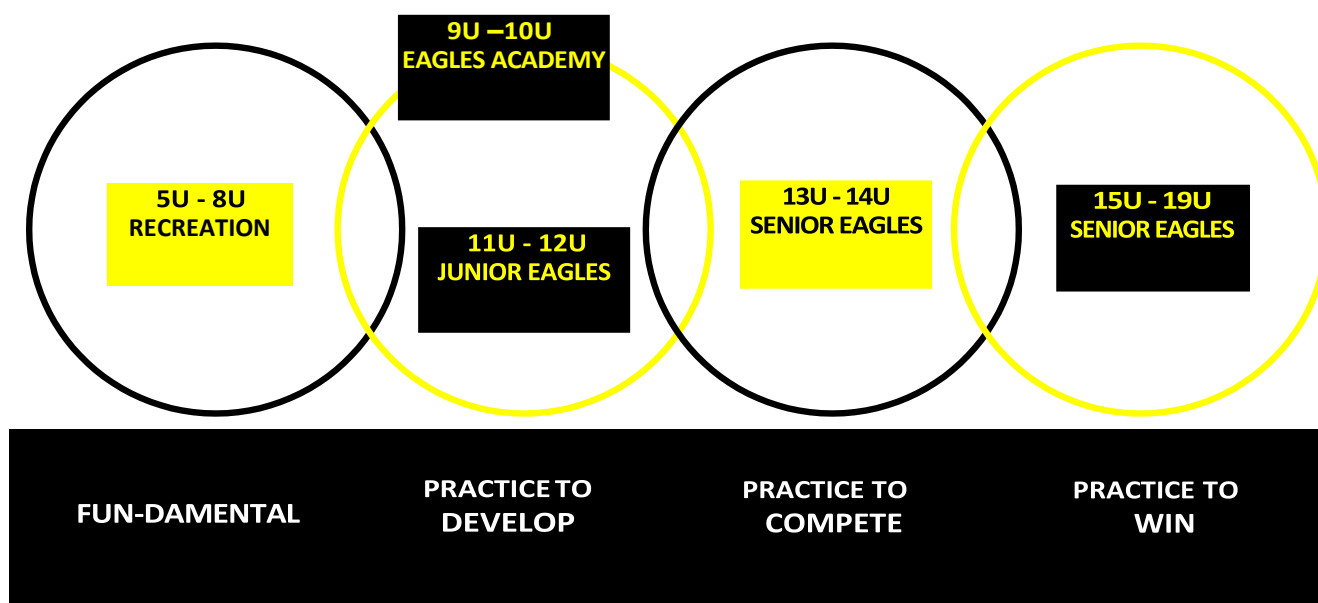 9U –10U
EAGLES ACADEMY
5U - 8U
RECREATION
11U - 12U
JUNIOR EAGLES
13U - 14U
SENIOR EAGLES
15U - 19U
SENIOR EAGLES
FUN-DAMENTAL
PRACTICE TO
DEVELOP
PRACTICE TO
COMPETE
PRACTICE TO
WIN